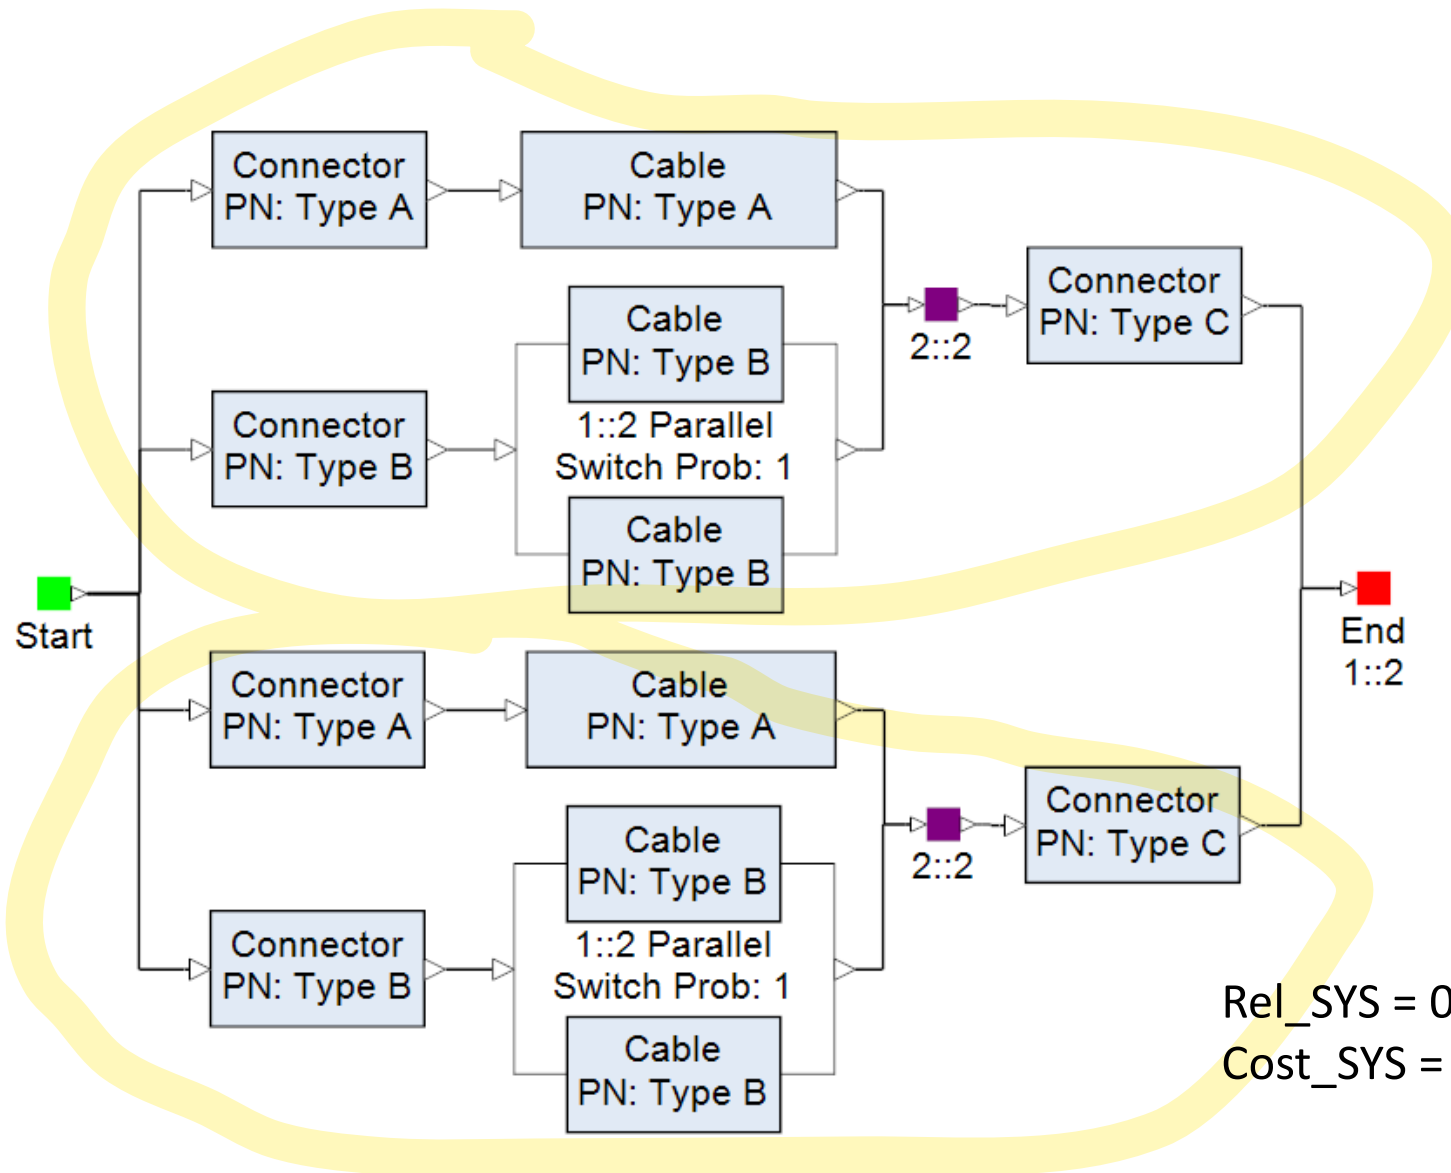 Connector
PN: Type A
Cable
PN: Type A
Cable
PN: Type B
1::2 Parallel
Switch Prob: 1
Cable
PN: Type B
Connector
PN: Type B
2::2
Connector
PN: Type C
Start
End
1::2
Connector
PN: Type A
Cable
PN: Type A
Cable
PN: Type B
1::2 Parallel
Switch Prob: 1
Cable
PN: Type B
Connector
PN: Type B
2::2
Connector
PN: Type C
Rel_SYS = 0
Cost_SYS =